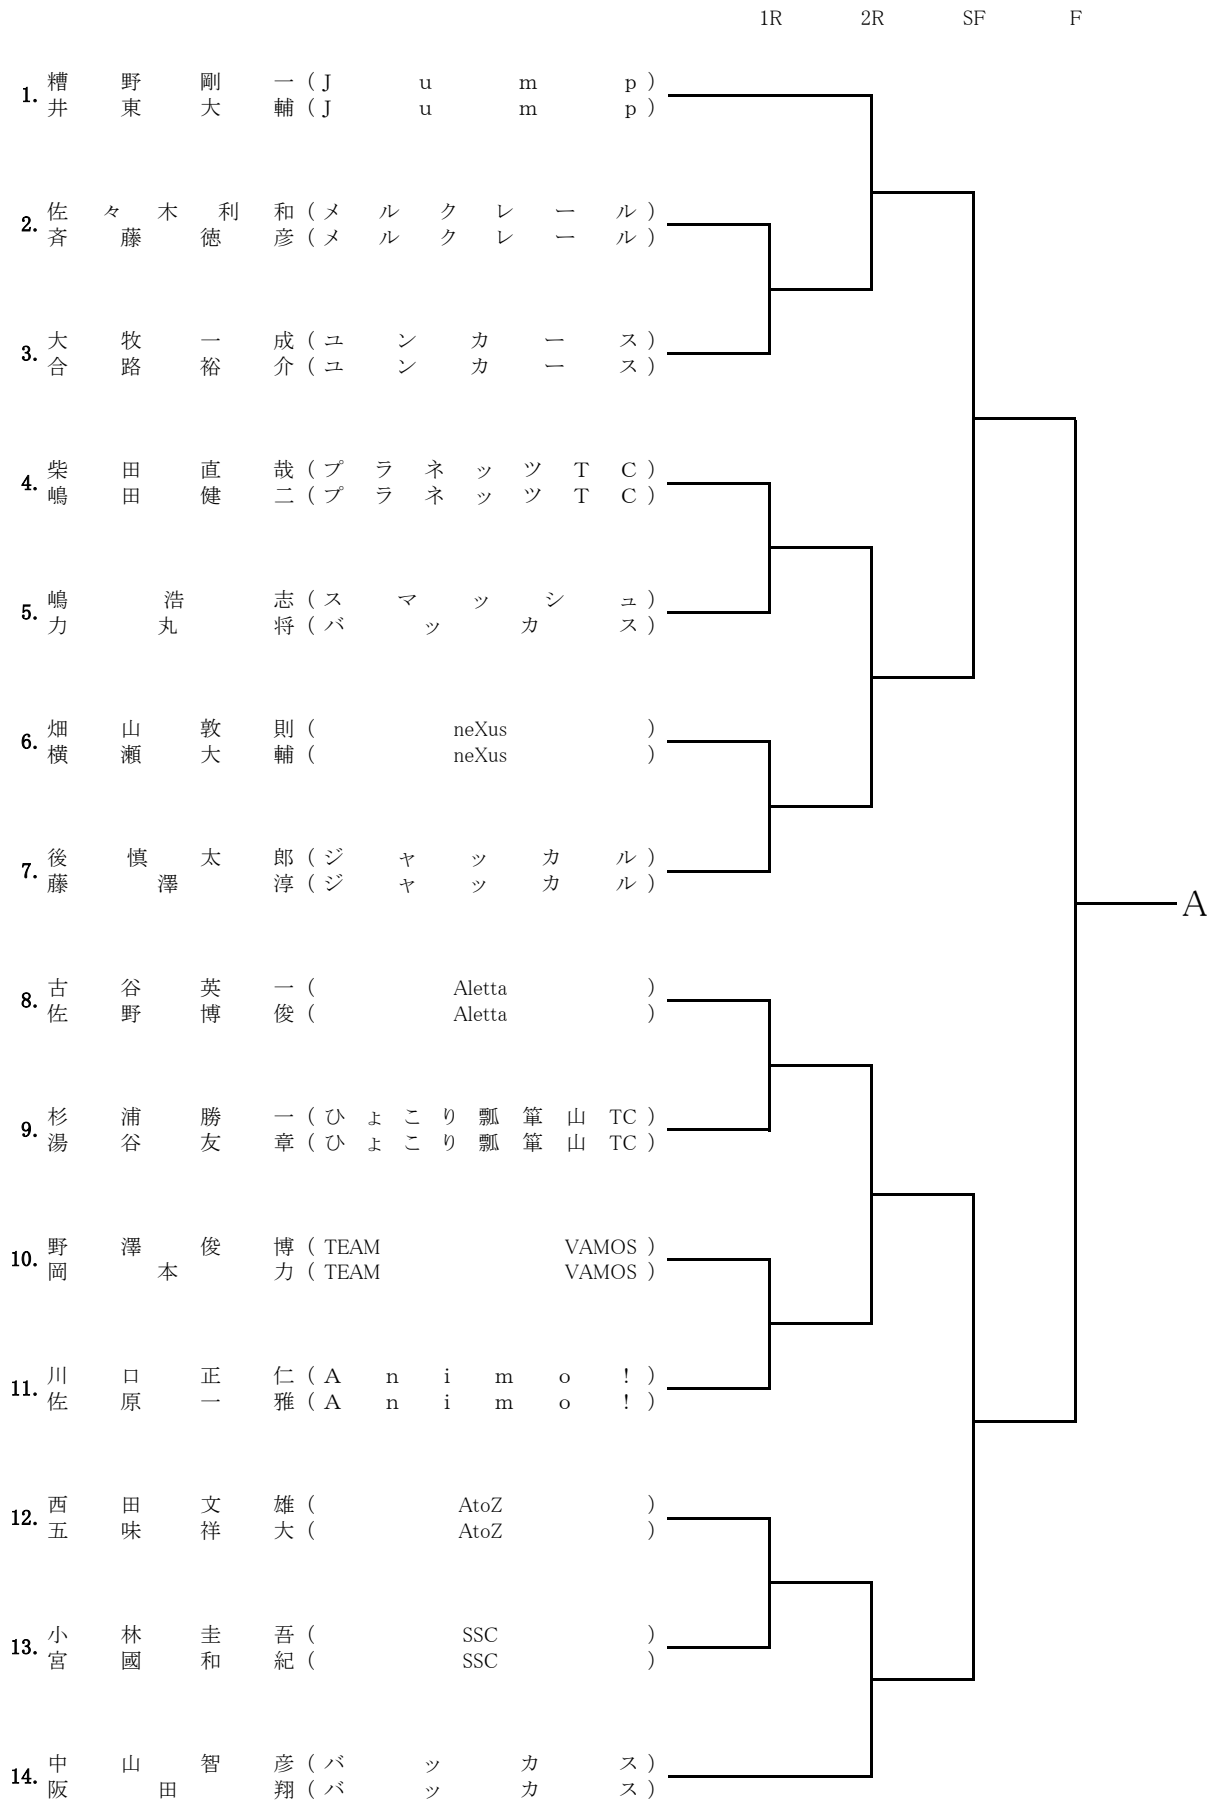 1R 2R SF F
1. 糟野剛一(Jump)
井東大輔(Jump)
2. 佐々木利和(メルクレール)
斉藤徳彦(メルクレール)
3. 大牧一成(ユンカース)
合路裕介(ユンカース)
4. 柴田直哉(プラネッツTC)
嶋田健二(プラネッツTC)
5. 嶋浩志(スマッシュ)
力丸将(バッカス)
6. 畑山敦則(neXus)
横瀬大輔(neXus)
7. 後慎太郎(ジャッカル)
藤澤淳(ジャッカル)
A
8. 古谷英一(Aletta)
佐野博俊(Aletta)
9. 杉浦勝一(ひょこり瓢箪山TC)
湯谷友章(ひょこり瓢箪山TC)
10. 野澤俊博(TEAM VAMOS)
岡本力(TEAM VAMOS)
11. 川口正仁(Animo!)
佐原一雅(Animo!)
12. 西田文雄(AtoZ)
五味祥大(AtoZ)
13. 小林圭吾(SSC)
宮國和紀(SSC)
14. 中山智彦(バッカス)
阪田翔(バッカス)